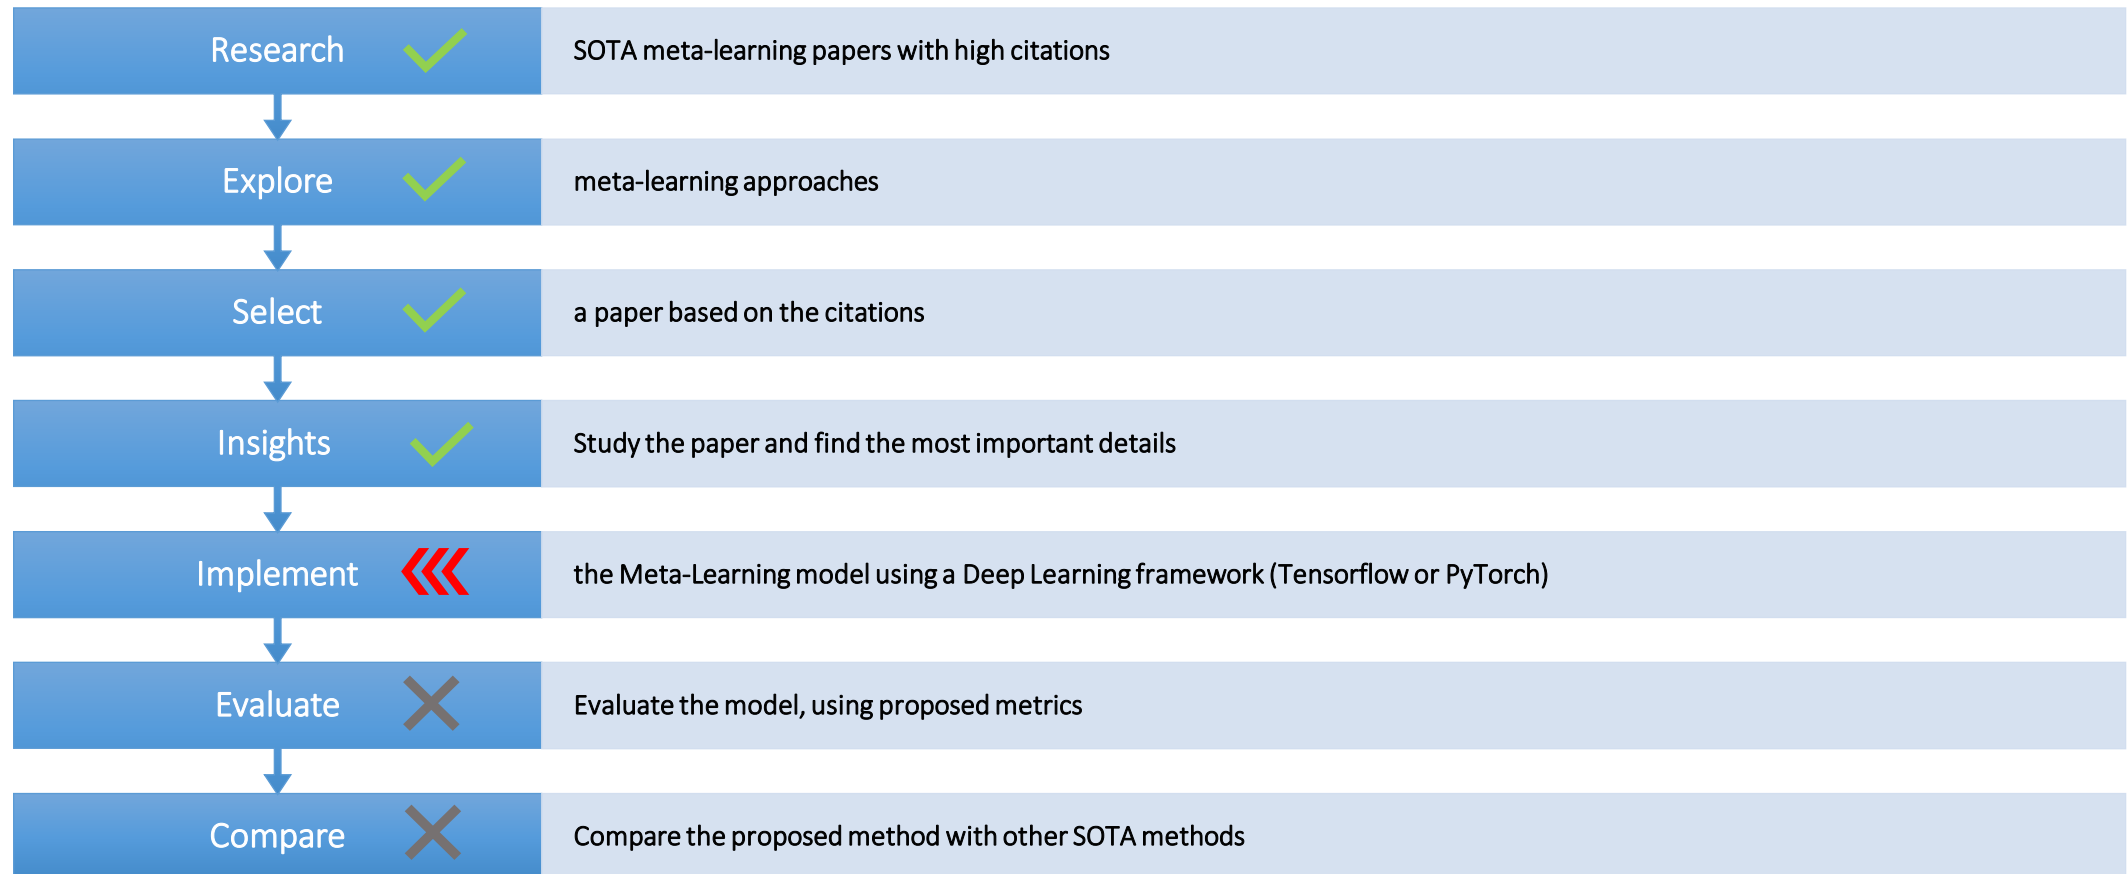 Research
SOTA meta-learning papers with high citations
Explore
meta-learning approaches
Select
a paper based on the citations
Insights
Study the paper and find the most important details
Implement
the Meta-Learning model using a Deep Learning framework (Tensorflow or PyTorch)
Evaluate
Evaluate the model, using proposed metrics
Compare
Compare the proposed method with other SOTA methods